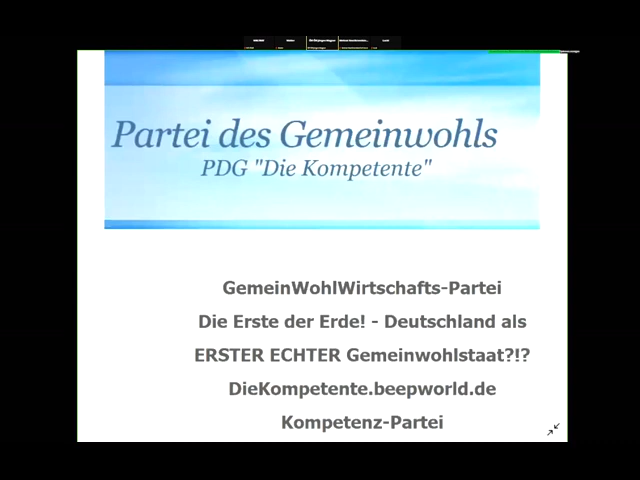 Partei des Gemeinwohls
PDG "Die Kompetente"
GemeinWohlWirtschafts-Partei
Die Erste der Erde! - Deutschland als
ERSTER ECHTER Gemeinwohlstaat?!?
DieKompetente.beepworld.de
Kompetenz-Partei